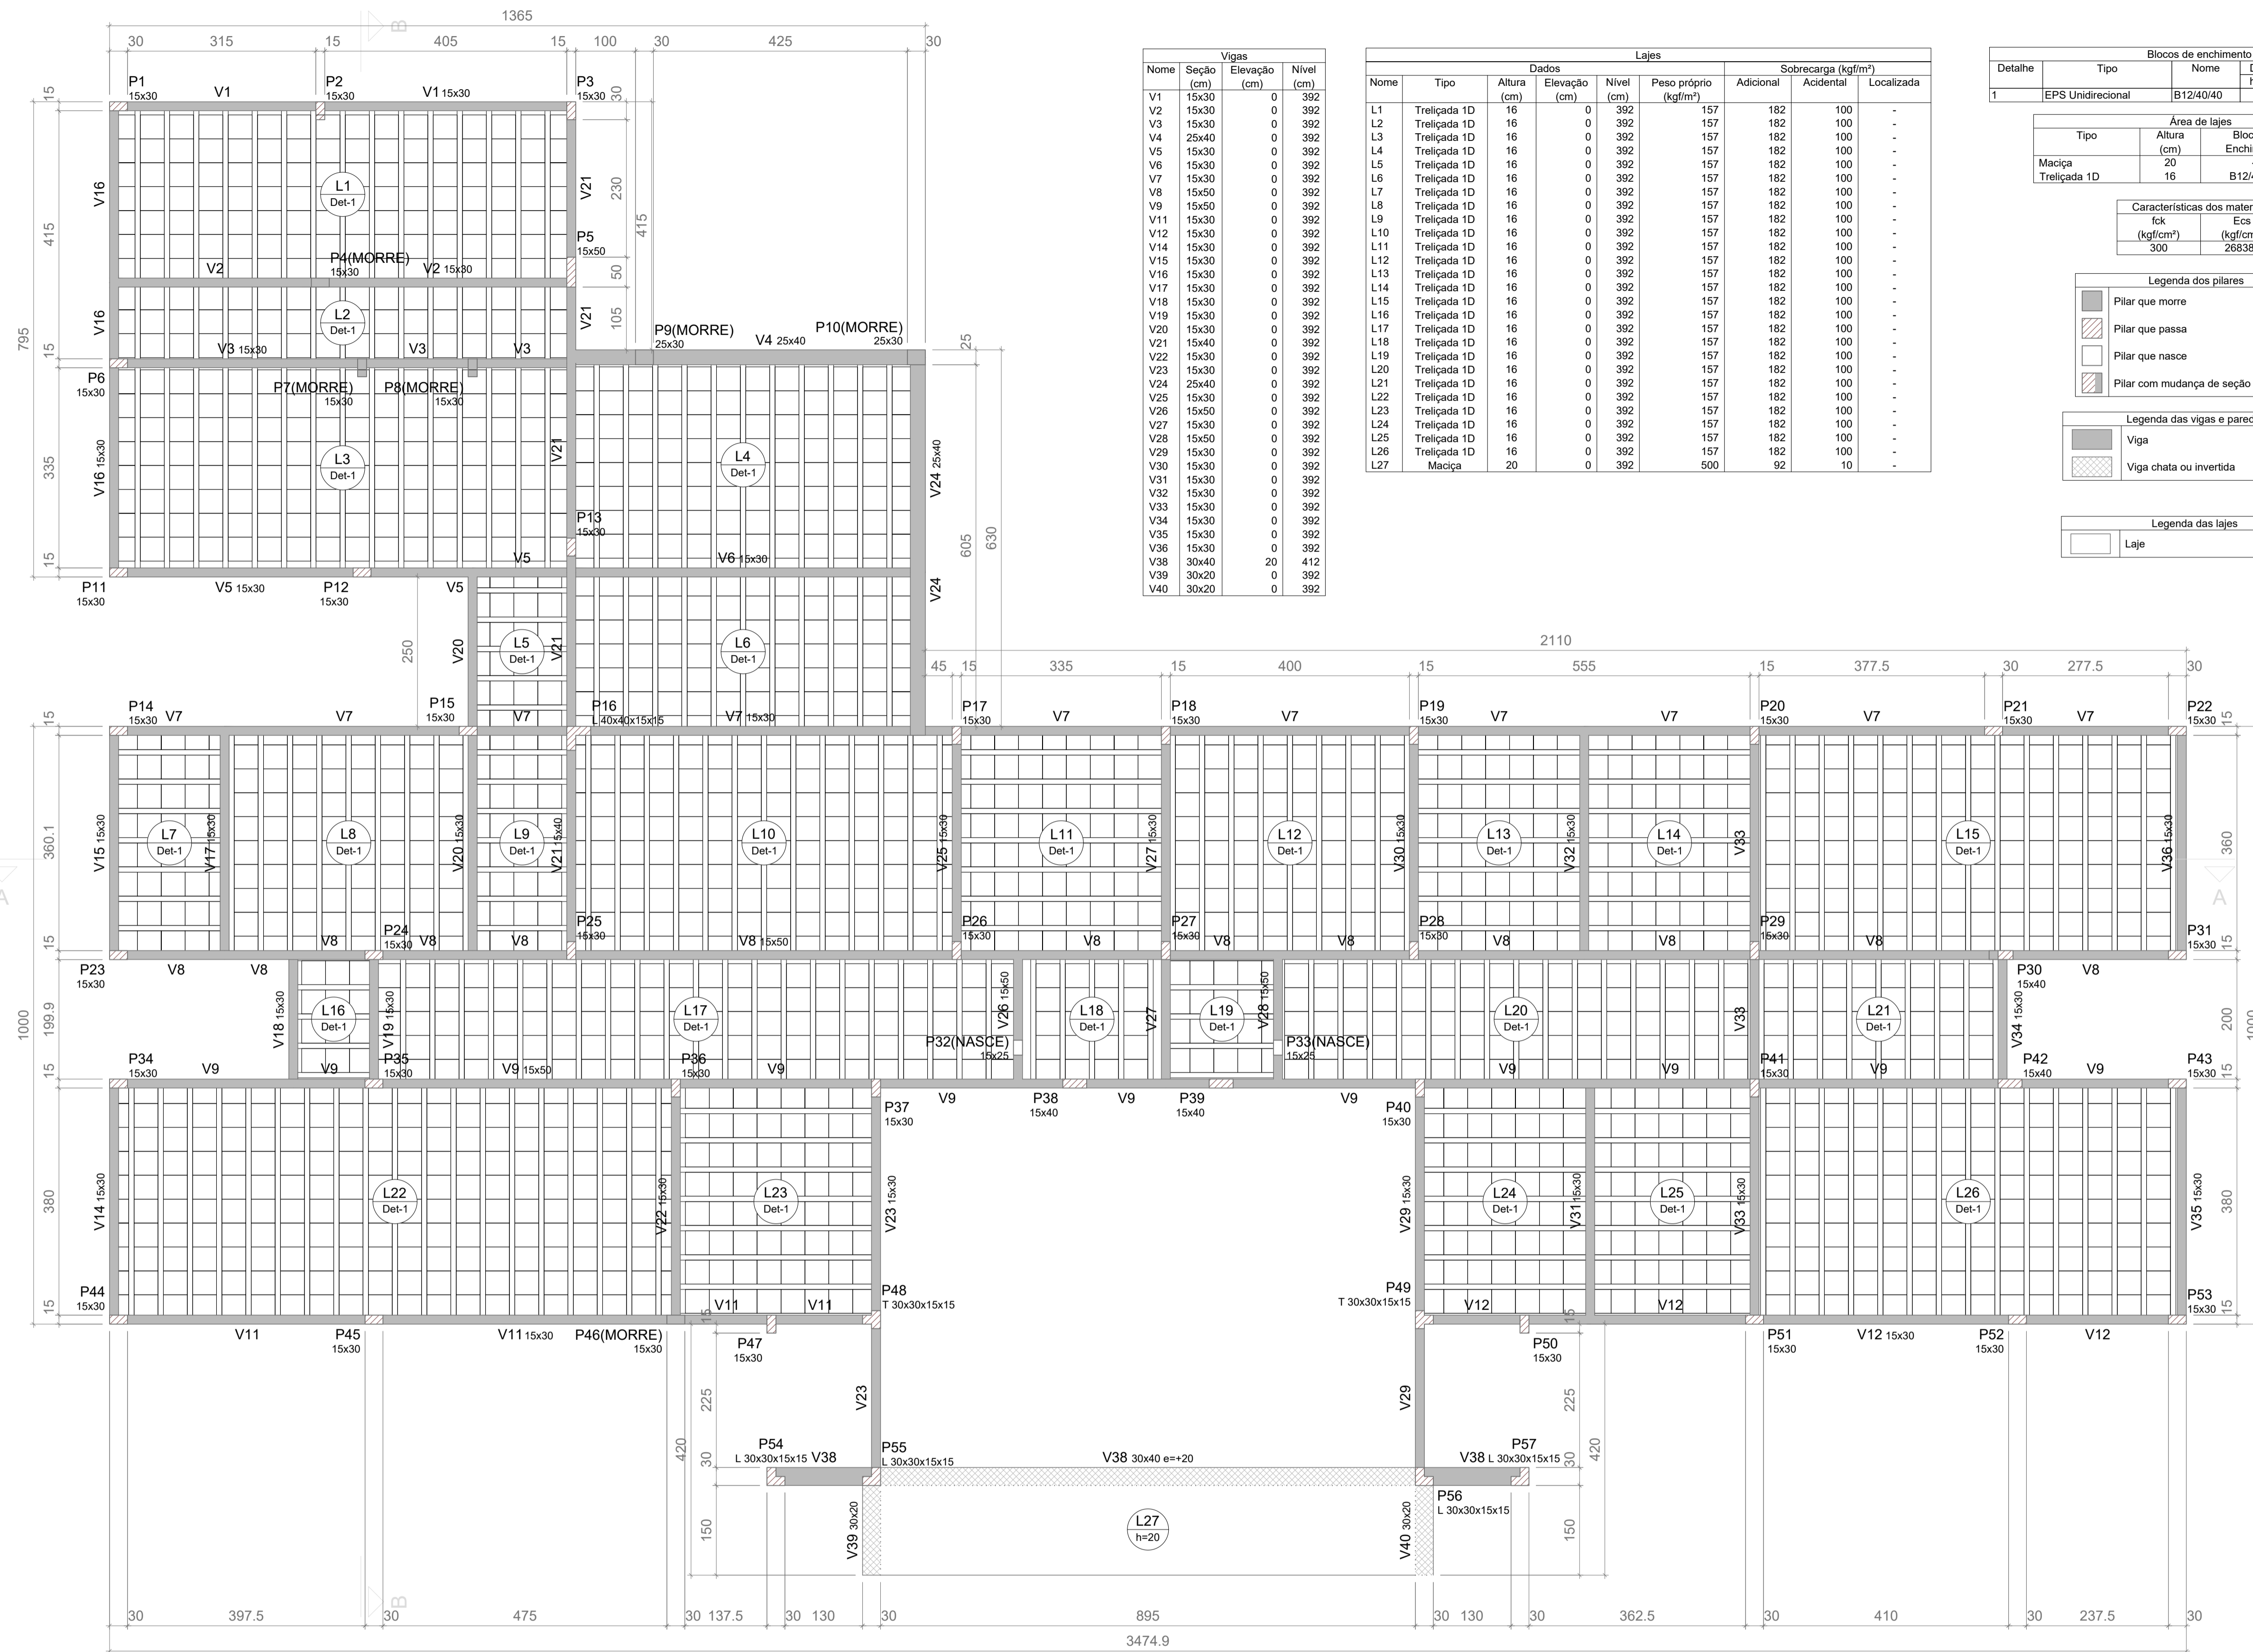 1365
B
30 315 15 405 15 100 30 425 30
P1
15x30
V1
P2
15x30
V1 15x30
P3
15x30
15
30
V16
L1
Det-1
V21
230
415
415
P5
15x50
V2
P4(MORRE)
15x30
V2 15x30
50
V16
L2
Det-1
V21
105
795
V3 15x30
V3
V3
P9(MORRE)
25x30
V4 25x40
P10(MORRE)
25x30
25
15
P6
15x30
P7(MORRE)
15x30
P8(MORRE)
15x30
V16 15x30
335
L3
Det-1
V21
L4
Det-1
V24 25x40
P13
15x30
605
630
15
V5
V6 15x30
P11
15x30
V5 15x30
P12
15x30
V5
V24
250
V20
L5
Det-1
V21
L6
Det-1
2110
45 15 335 15 400 15 555 15 377.5 30 277.5 30
15
P14
15x30
V7
V7
P15
15x30
V7
P16
L 40x40x15x15
V7 15x30
P17
15x30
V7
P18
15x30
V7
P19
15x30
V7
V7
P20
15x30
V7
P21
15x30
V7
P22
15x30
15
360.1
V15 15x30
L7
Det-1
V17 15x30
L8
Det-1
V20 15x30
L9
Det-1
V21 15x40
L10
Det-1
V25 15x30
L11
Det-1
V27 15x30
L12
Det-1
V30 15x30
L13
Det-1
V32 15x30
L14
Det-1
V33
L15
Det-1
V36 15x30
360
A
A
15
V8
P24
15x30
V8
V8
P25
15x30
V8 15x50
P26
15x30
V8
P27
15x30
V8
V8
P28
15x30
V8
V8
P29
15x30
V8
P31
15x30
15
P23
15x30
V8
V8
P30
15x40
V8
1000
199.9
V18 15x30
L16
Det-1
V19 15x30
L17
Det-1
V26 15x50
L18
Det-1
V27
L19
Det-1
V28 15x50
L20
Det-1
V33
L21
Det-1
V34 15x30
200
1000
P32(NASCE)
15x25
P33(NASCE)
15x25
15
P34
15x30
V9
V9
P35
15x30
V9 15x50
P36
15x30
V9
V9
V9
P41
15x30
V9
P42
15x40
V9
P43
15x30
15
P37
15x30
V9
P38
15x40
V9
P39
15x40
V9
P40
15x30
380
V14 15x30
L22
Det-1
V22 15x30
L23
Det-1
V23 15x30
V29 15x30
L24
Det-1
V31 15x30
L25
Det-1
V33 15x30
L26
Det-1
V35 15x30
380
15
P44
15x30
V11
V11
P48
T 30x30x15x15
P49
T 30x30x15x15
V12
V12
P53
15x30
15
V11
P45
15x30
V11 15x30
P46(MORRE)
15x30
15
P47
15x30
15
P50
15x30
P51
15x30
V12 15x30
P52
15x30
V12
225
V23
V29
225
420
30
P54
L 30x30x15x15
V38
P55
L 30x30x15x15
V38 30x40 e=+20
V38
P57
L 30x30x15x15
30
420
P56
L 30x30x15x15
150
V39 30x20
L27
h=20
V40 30x20
150
B
30 397.5 30 475 30 137.5 30 130 30 895 30 130 30 362.5 30 410 30 237.5 30
3474.9
Vigas
Nome Seção Elevação Nível
(cm) (cm) (cm)
V1 15x30 0 392
V2 15x30 0 392
V3 15x30 0 392
V4 25x40 0 392
V5 15x30 0 392
V6 15x30 0 392
V7 15x30 0 392
V8 15x50 0 392
V9 15x50 0 392
V11 15x30 0 392
V12 15x30 0 392
V14 15x30 0 392
V15 15x30 0 392
V16 15x30 0 392
V17 15x30 0 392
V18 15x30 0 392
V19 15x30 0 392
V20 15x30 0 392
V21 15x40 0 392
V22 15x30 0 392
V23 15x30 0 392
V24 25x40 0 392
V25 15x30 0 392
V26 15x50 0 392
V27 15x30 0 392
V28 15x50 0 392
V29 15x30 0 392
V30 15x30 0 392
V31 15x30 0 392
V32 15x30 0 392
V33 15x30 0 392
V34 15x30 0 392
V35 15x30 0 392
V36 15x30 0 392
V38 30x40 20 412
V39 30x20 0 392
V40 30x20 0 392
Lajes
Dados Sobrecarga (kgf/m²)
Nome Tipo Altura Elevação Nível Peso próprio Adicional Acidental Localizada
(cm) (cm) (cm) (kgf/m²)
L1 Treliçada 1D 16 0 392 157 182 100 -
L2 Treliçada 1D 16 0 392 157 182 100 -
L3 Treliçada 1D 16 0 392 157 182 100 -
L4 Treliçada 1D 16 0 392 157 182 100 -
L5 Treliçada 1D 16 0 392 157 182 100 -
L6 Treliçada 1D 16 0 392 157 182 100 -
L7 Treliçada 1D 16 0 392 157 182 100 -
L8 Treliçada 1D 16 0 392 157 182 100 -
L9 Treliçada 1D 16 0 392 157 182 100 -
L10 Treliçada 1D 16 0 392 157 182 100 -
L11 Treliçada 1D 16 0 392 157 182 100 -
L12 Treliçada 1D 16 0 392 157 182 100 -
L13 Treliçada 1D 16 0 392 157 182 100 -
L14 Treliçada 1D 16 0 392 157 182 100 -
L15 Treliçada 1D 16 0 392 157 182 100 -
L16 Treliçada 1D 16 0 392 157 182 100 -
L17 Treliçada 1D 16 0 392 157 182 100 -
L18 Treliçada 1D 16 0 392 157 182 100 -
L19 Treliçada 1D 16 0 392 157 182 100 -
L20 Treliçada 1D 16 0 392 157 182 100 -
L21 Treliçada 1D 16 0 392 157 182 100 -
L22 Treliçada 1D 16 0 392 157 182 100 -
L23 Treliçada 1D 16 0 392 157 182 100 -
L24 Treliçada 1D 16 0 392 157 182 100 -
L25 Treliçada 1D 16 0 392 157 182 100 -
L26 Treliçada 1D 16 0 392 157 182 100 -
L27 Maciça 20 0 392 500 92 10 -
Blocos de enchimento
Detalhe Tipo Nome
1 EPS Unidirecional B12/40/40
Área de lajes
Tipo Altura Bloc
(cm) Enchi
Maciça 20
Treliçada 1D 16 B12/
Características dos mater
fck Ecs
(kgf/cm²) (kgf/cm
300 26838
Legenda dos pilares
Pilar que morre
Pilar que passa
Pilar que nasce
Pilar com mudança de seção
Legenda das vigas e pared
Viga
Viga chata ou invertida
Legenda das lajes
Laje